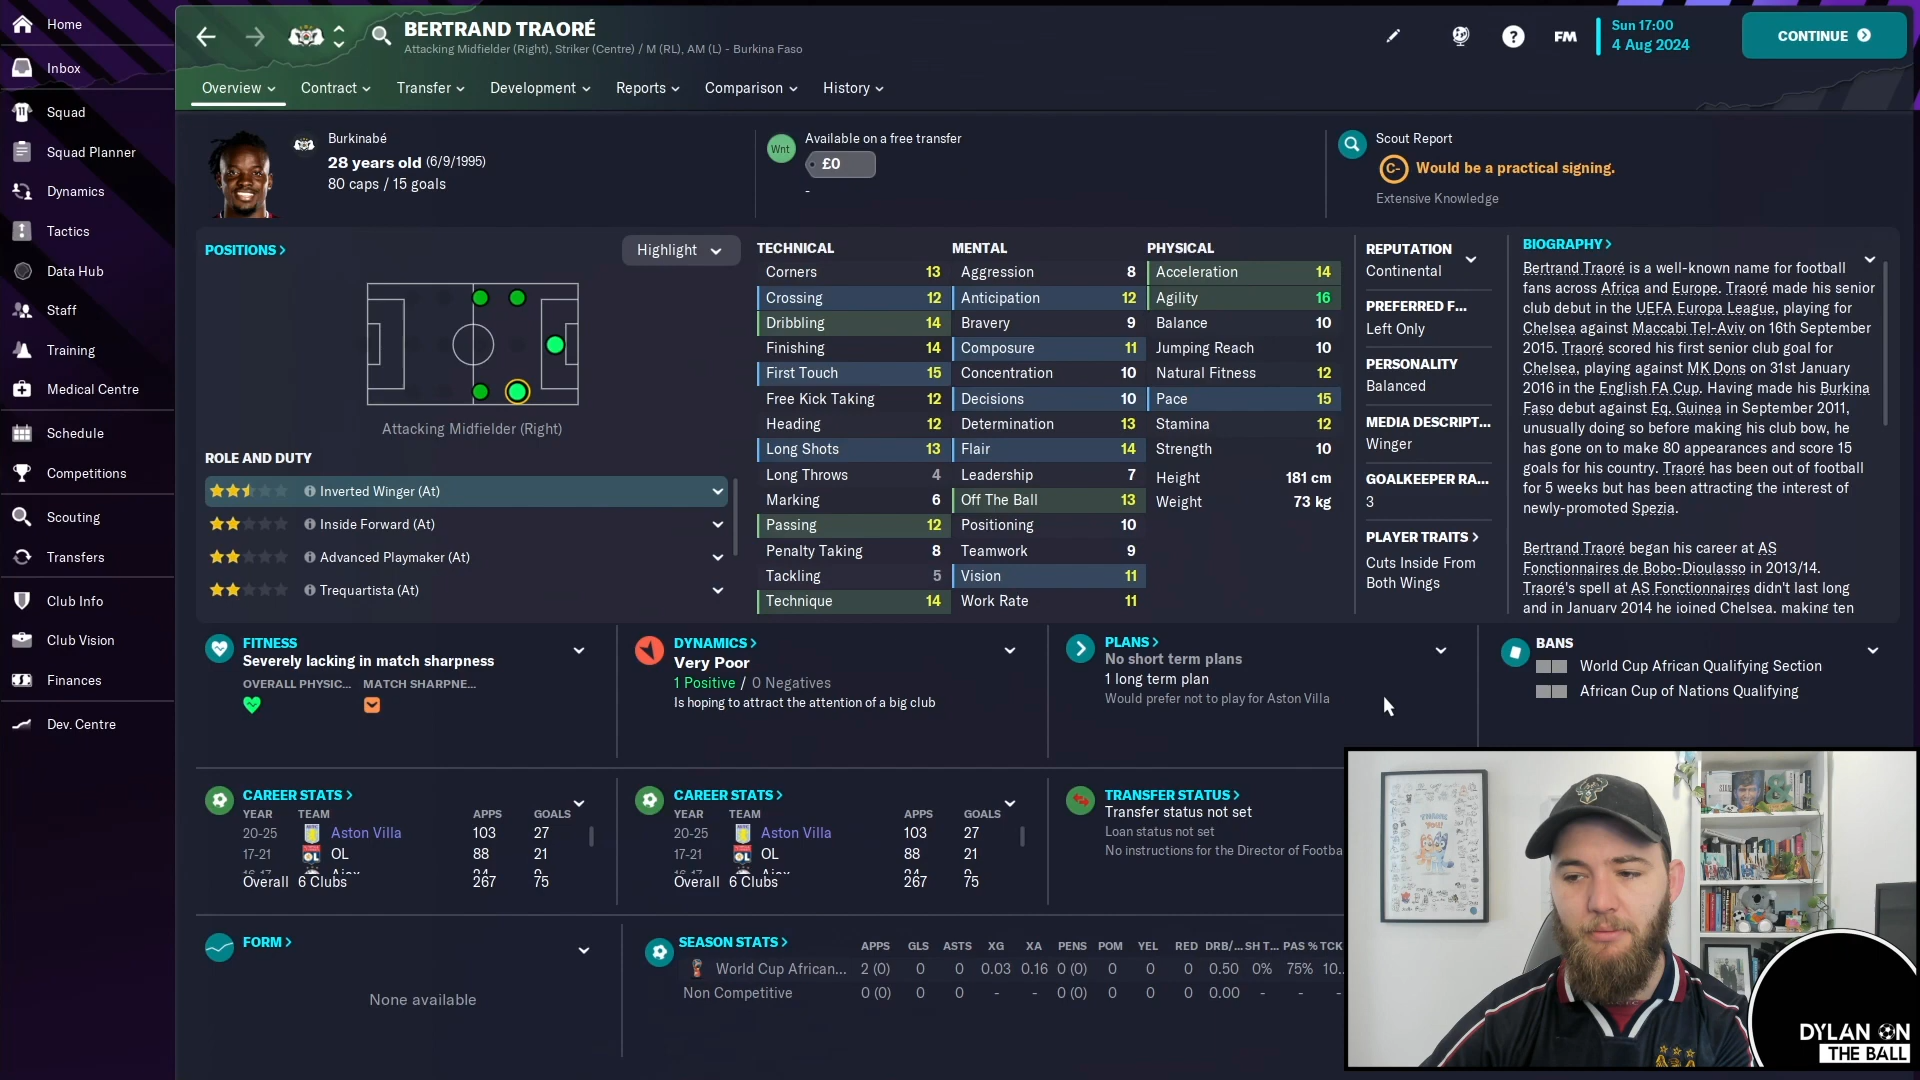 Home
Inbox
Squad
Squad Planner
Dynamics
Tactics
Data Hub
Staff
Training
Medical Centre
Schedule
Competitions
Scouting
Transfers
Club Info
Club Vision
Finances
Dev. Centre
BERTRAND TRAORÉ
Attacking Midfielder (Right), Striker (Centre) / M (RL), AM (L) - Burkina Faso
?
FM
Sun 17:00
4 Aug 2024
CONTINUE
Overview Contract Transfer Development Reports Comparison History
Burkinabé
28 years old (6/9/1995)
80 caps / 15 goals
Wnt
Available on a free transfer
£0
-
Scout Report
C- Would be a practical signing.
Extensive Knowledge
POSITIONS
Highlight
Attacking Midfielder (Right)
ROLE AND DUTY
Inverted Winger (At)
Inside Forward (At)
Advanced Playmaker (At)
Trequartista (At)
TECHNICAL
Corners 13
Crossing 12
Dribbling 14
Finishing 14
First Touch 15
Free Kick Taking 12
Heading 12
Long Shots 13
Long Throws 4
Marking 6
Passing 12
Penalty Taking 8
Tackling 5
Technique 14
MENTAL
Aggression 8
Anticipation 12
Bravery 9
Composure 11
Concentration 10
Decisions 10
Determination 13
Flair 14
Leadership 7
Off The Ball 13
Positioning 10
Teamwork 9
Vision 11
Work Rate 11
PHYSICAL
Acceleration 14
Agility 16
Balance 10
Jumping Reach 10
Natural Fitness 12
Pace 15
Stamina 12
Strength 10
Height 181 cm
Weight 73 kg
REPUTATION
Continental
PREFERRED F...
Left Only
PERSONALITY
Balanced
MEDIA DESCRIPT...
Winger
GOALKEEPER RA...
3
PLAYER TRAITS
Cuts Inside From
Both Wings
BIOGRAPHY
Bertrand Traoré is a well-known name for football
fans across Africa and Europe. Traoré made his senior
club debut in the UEFA Europa League, playing for
Chelsea against Maccabi Tel-Aviv on 16th September
2015. Traoré scored his first senior club goal for
Chelsea, playing against MK Dons on 31st January
2016 in the English FA Cup. Having made his Burkina
Faso debut against Eq. Guinea in September 2011,
unusually doing so before making his club bow, he
has gone on to make 80 appearances and score 15
goals for his country. Traoré has been out of football
for 5 weeks but has been attracting the interest of
newly-promoted Spezia.
Bertrand Traoré began his career at AS
Fonctionnaires de Bobo-Dioulasso in 2013/14.
Traoré's spell at AS Fonctionnaires didn't last long
and in January 2014 he joined Chelsea, making ten
FITNESS
Severely lacking in match sharpness
OVERALL PHYSIC... MATCH SHARPNE...
DYNAMICS
Very Poor
1 Positive / 0 Negatives
Is hoping to attract the attention of a big club
PLANS
No short term plans
1 long term plan
Would prefer not to play for Aston Villa
BANS
World Cup African Qualifying Section
African Cup of Nations Qualifying
CAREER STATS
YEAR TEAM APPS GOALS
20-25 Aston Villa 103 27
17-21 OL 88 21
Overall 6 Clubs 267 75
CAREER STATS
YEAR TEAM APPS GOALS
20-25 Aston Villa 103 27
17-21 OL 88 21
Overall 6 Clubs 267 75
TRANSFER STATUS
Transfer status not set
Loan status not set
No instructions for the Director of Footba
FORM
None available
SEASON STATS APPS GLS ASTS XG XA PENS POM YEL RED DRB/... SH T... PAS % TCK
World Cup African... 2 (0) 0 0 0.03 0.16 0 (0) 0 0 0 0.50 0% 75% 10..
Non Competitive 0 (0) 0 0 - - 0 (0) 0 0 0 0.00 - - -
THANK
YOU!
DYLAN ON
THE BALL